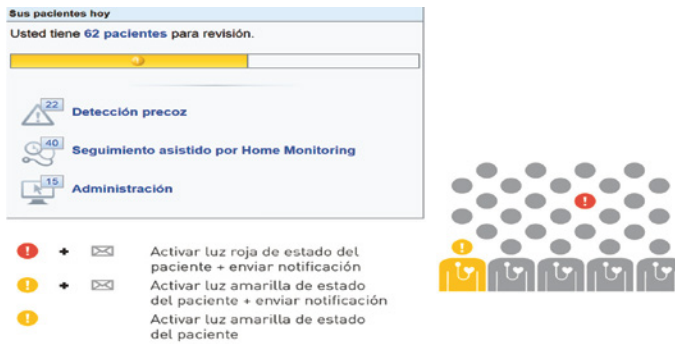 Sus pacientes hoy
Usted tiene 62 pacientes para revisión.
22
Detección precoz
40
Seguimiento asistido por Home Monitoring
15
Administración
! + Activar luz roja de estado del
paciente + enviar notificación
! + Activar luz amarilla de estado
del paciente + enviar notificación
! Activar luz amarilla de estado
del paciente
!
!